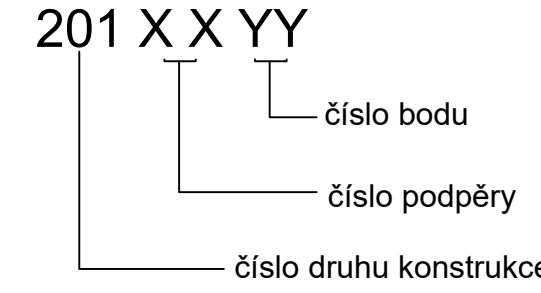 201 X X YY
číslo bodu
číslo podpěry
číslo druhu konstrukce